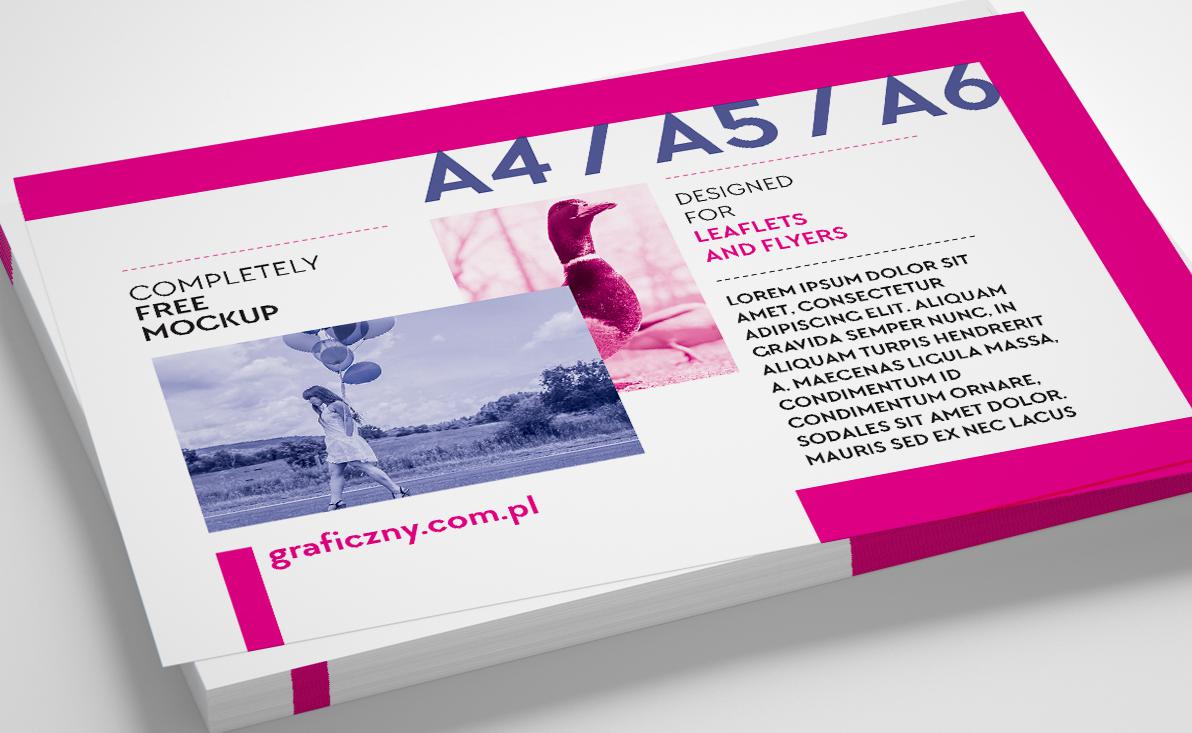 A4 / A5 / A6
COMPLETELY
FREE
MOCKUP
graficzny.com.pl
DESIGNED
FOR
LEAFLETS
AND FLYERS
LOREM IPSUM DOLOR SIT
AMET, CONSECTETUR
ADIPISCING ELIT. ALIQUAM
GRAVIDA SEMPER NUNC, IN
ALIQUAM TURPIS HENDRERIT
A. MAECENAS LIGULA MASSA,
CONDIMENTUM ID
CONDIMENTUM ORNARE,
SODALES SIT AMET DOLOR.
MAURIS SED EX NEC LACUS